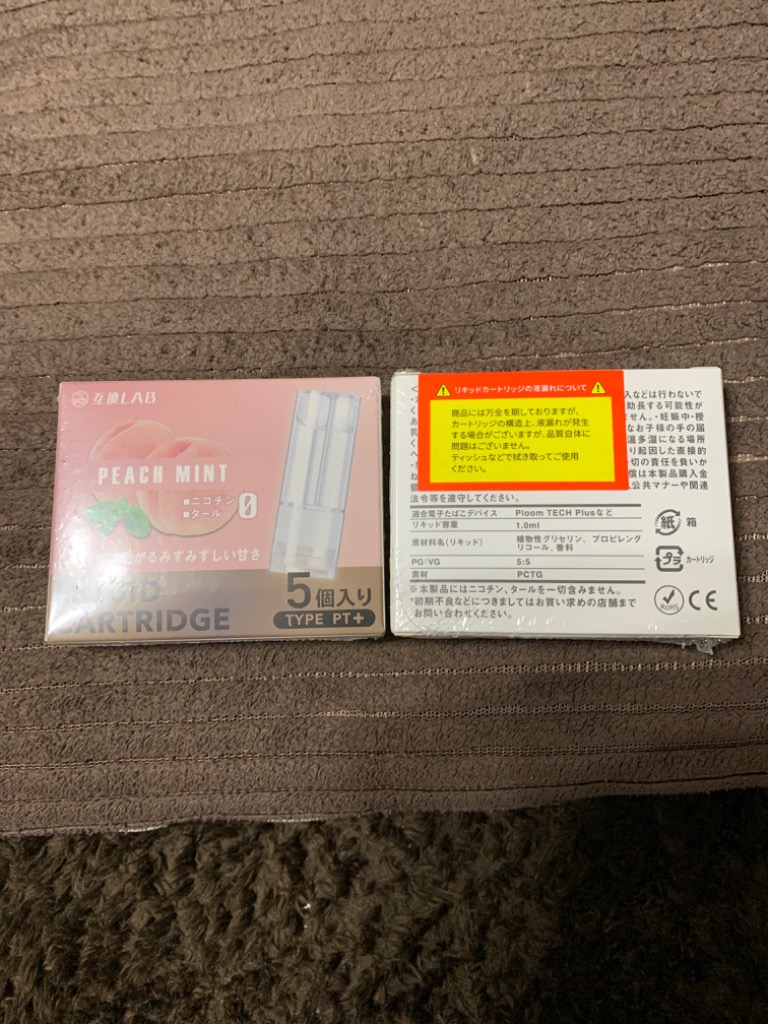 互換LAB
PEACH MINT
■ニコチン
■タール 0
がるみずみずしい甘さ
CARTRIDGE
5個入り
TYPE PT+
リキッドカートリッジの液漏れについて
商品には万全を期しておりますが、
カートリッジの構造上、液漏れが発生
する場合がございますが、品質自体に
問題はございません。
ティッシュなどで拭き取ってご使用
ください。
入などは行わないで
助長する可能性が
ません。・妊娠中・授
なお子様の手の届
温多湿になる場所
り起因した直接的
切の責任を負いか
償は本製品購入金
公共マナーや関連
法令等を遵守してください。
適合電子たばこデバイス Ploom TECH Plusなど
リキッド容量 1.0ml
原材料名(リキッド) 植物性グリセリン、プロピレング
リコール、香料
PG:VG 5:5
素材 PCTG
※本製品にはニコチン、タールを一切含みません。
*初期不良などにつきましてはお買い求めの店舗まで
お問い合わせください。
紙 箱
プラ カートリッジ
RoHS CE